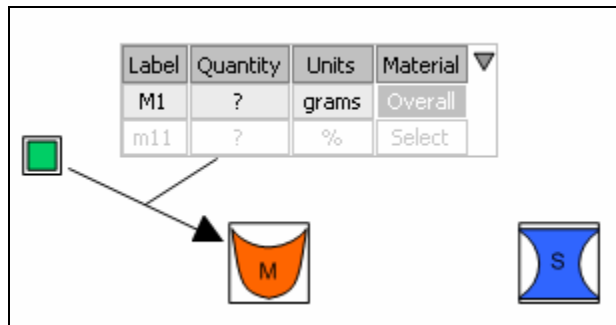 Label Quantity Units Material
M1 ? grams Overall
m11 ? % Select
M
S